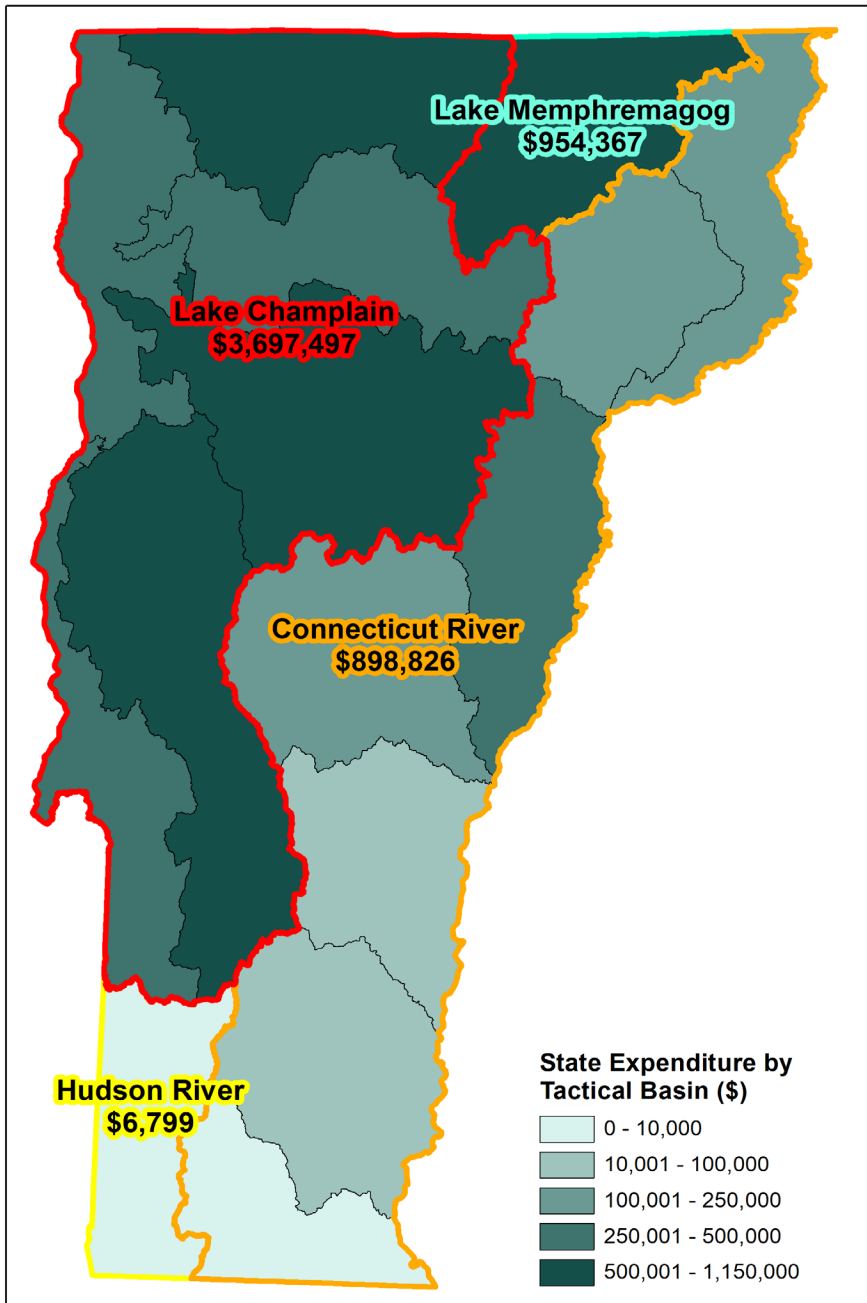 Lake Memphremagog
$954,367
Lake Champlain
$3,697,497
Connecticut River
$898,826
Hudson River
$6,799
State Expenditure by
Tactical Basin ($)
0 - 10,000
10,001 - 100,000
100,001 - 250,000
250,001 - 500,000
500,001 - 1,150,000